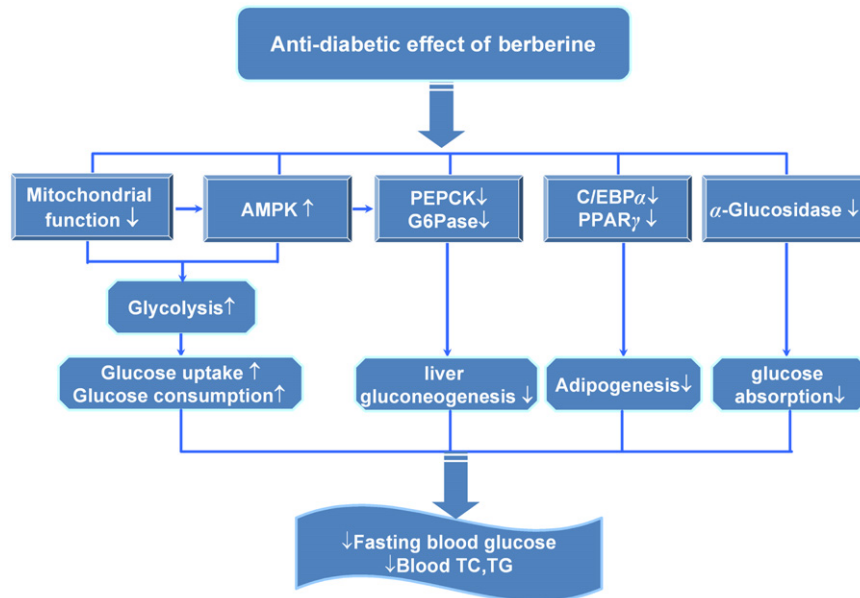 Anti-diabetic effect of berberine
Mitochondrial
function ↓
AMPK ↑
PEPCK↓
G6Pase↓
C/EBPα↓
PPARγ ↓
α-Glucosidase ↓
Glycolysis↑
Glucose uptake ↑
Glucose consumption↑
liver
gluconeogenesis ↓
Adipogenesis↓
glucose
absorption↓
↓Fasting blood glucose
↓Blood TC,TG